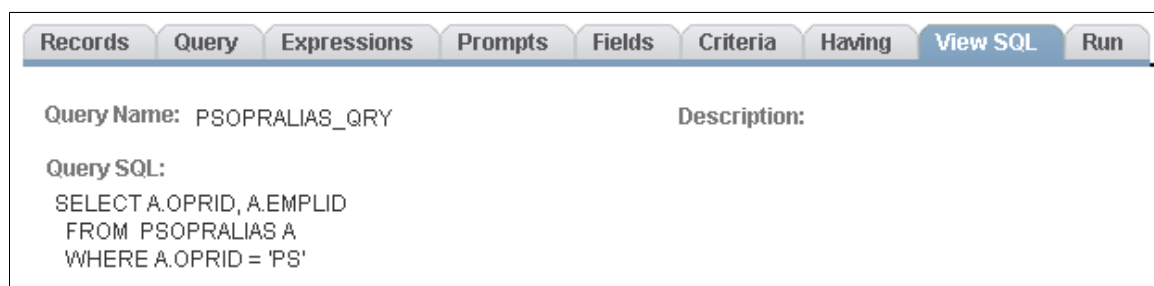 Records Query Expressions Prompts Fields Criteria Having View SQL Run
Query Name: PSOPRALIAS_QRY Description:
Query SQL:
SELECT A.OPRID, A.EMPLID
FROM PSOPRALIAS A
WHERE A.OPRID = 'PS'